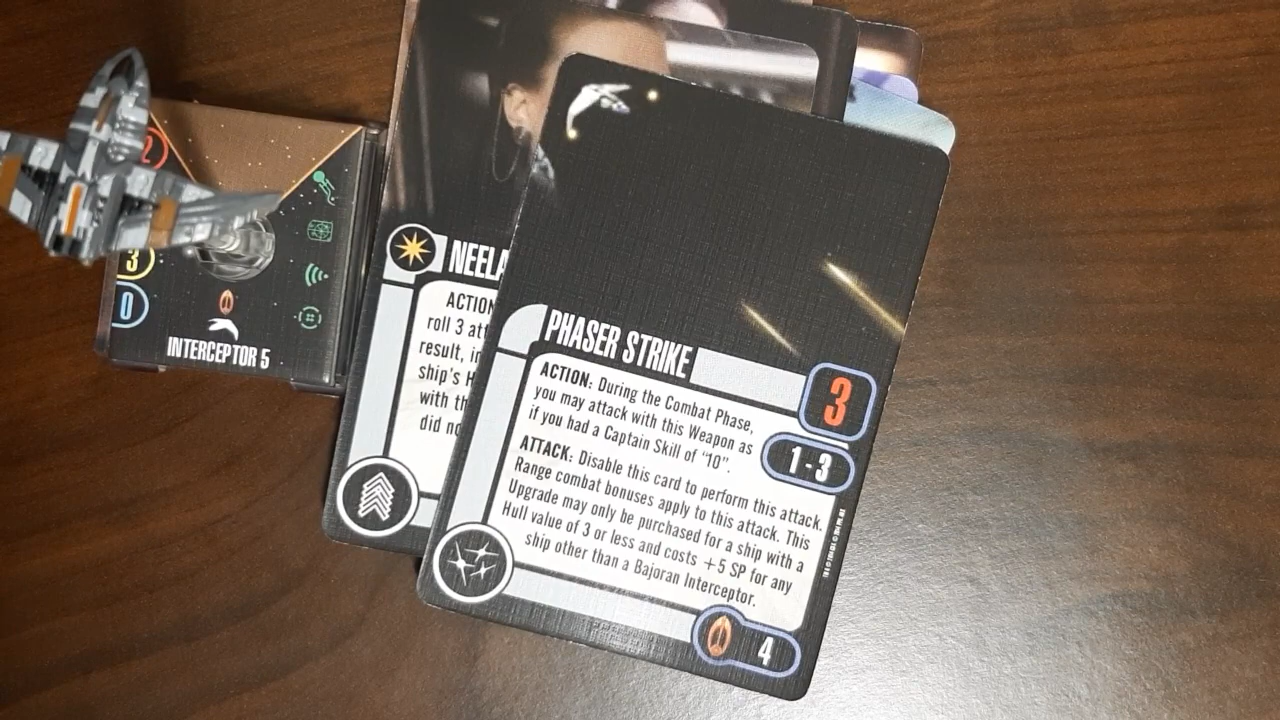 2
3
0
INTERCEPTOR 5
NEELA
ACTION
roll 3 att
result, in
ship's H
with th
did no
PHASER STRIKE
3
1 - 3
ACTION: During the Combat Phase,
you may attack with this Weapon as
if you had a Captain Skill of "10".
ATTACK: Disable this card to perform this attack.
Range combat bonuses apply to this attack. This
Upgrade may only be purchased for a ship with a
Hull value of 3 or less and costs +5 SP for any
ship other than a Bajoran Interceptor.
4